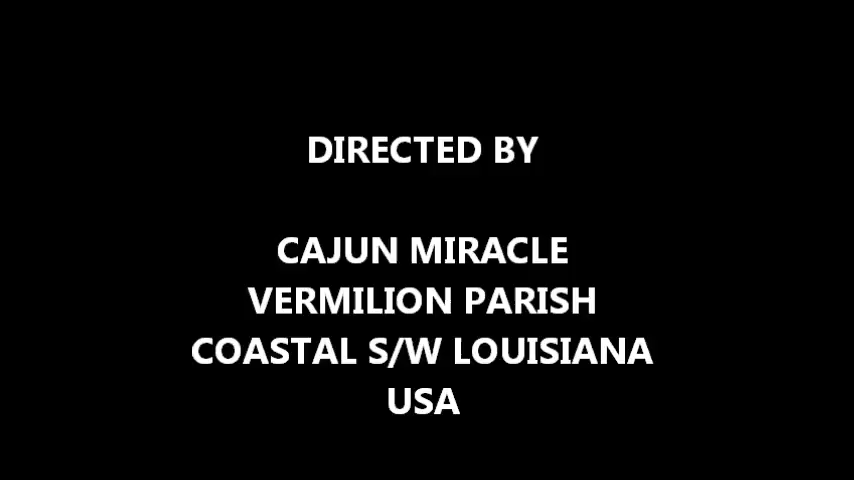 DIRECTED BY
CAJUN MIRACLE
VERMILION PARISH
COASTAL S/W LOUISIANA
USA